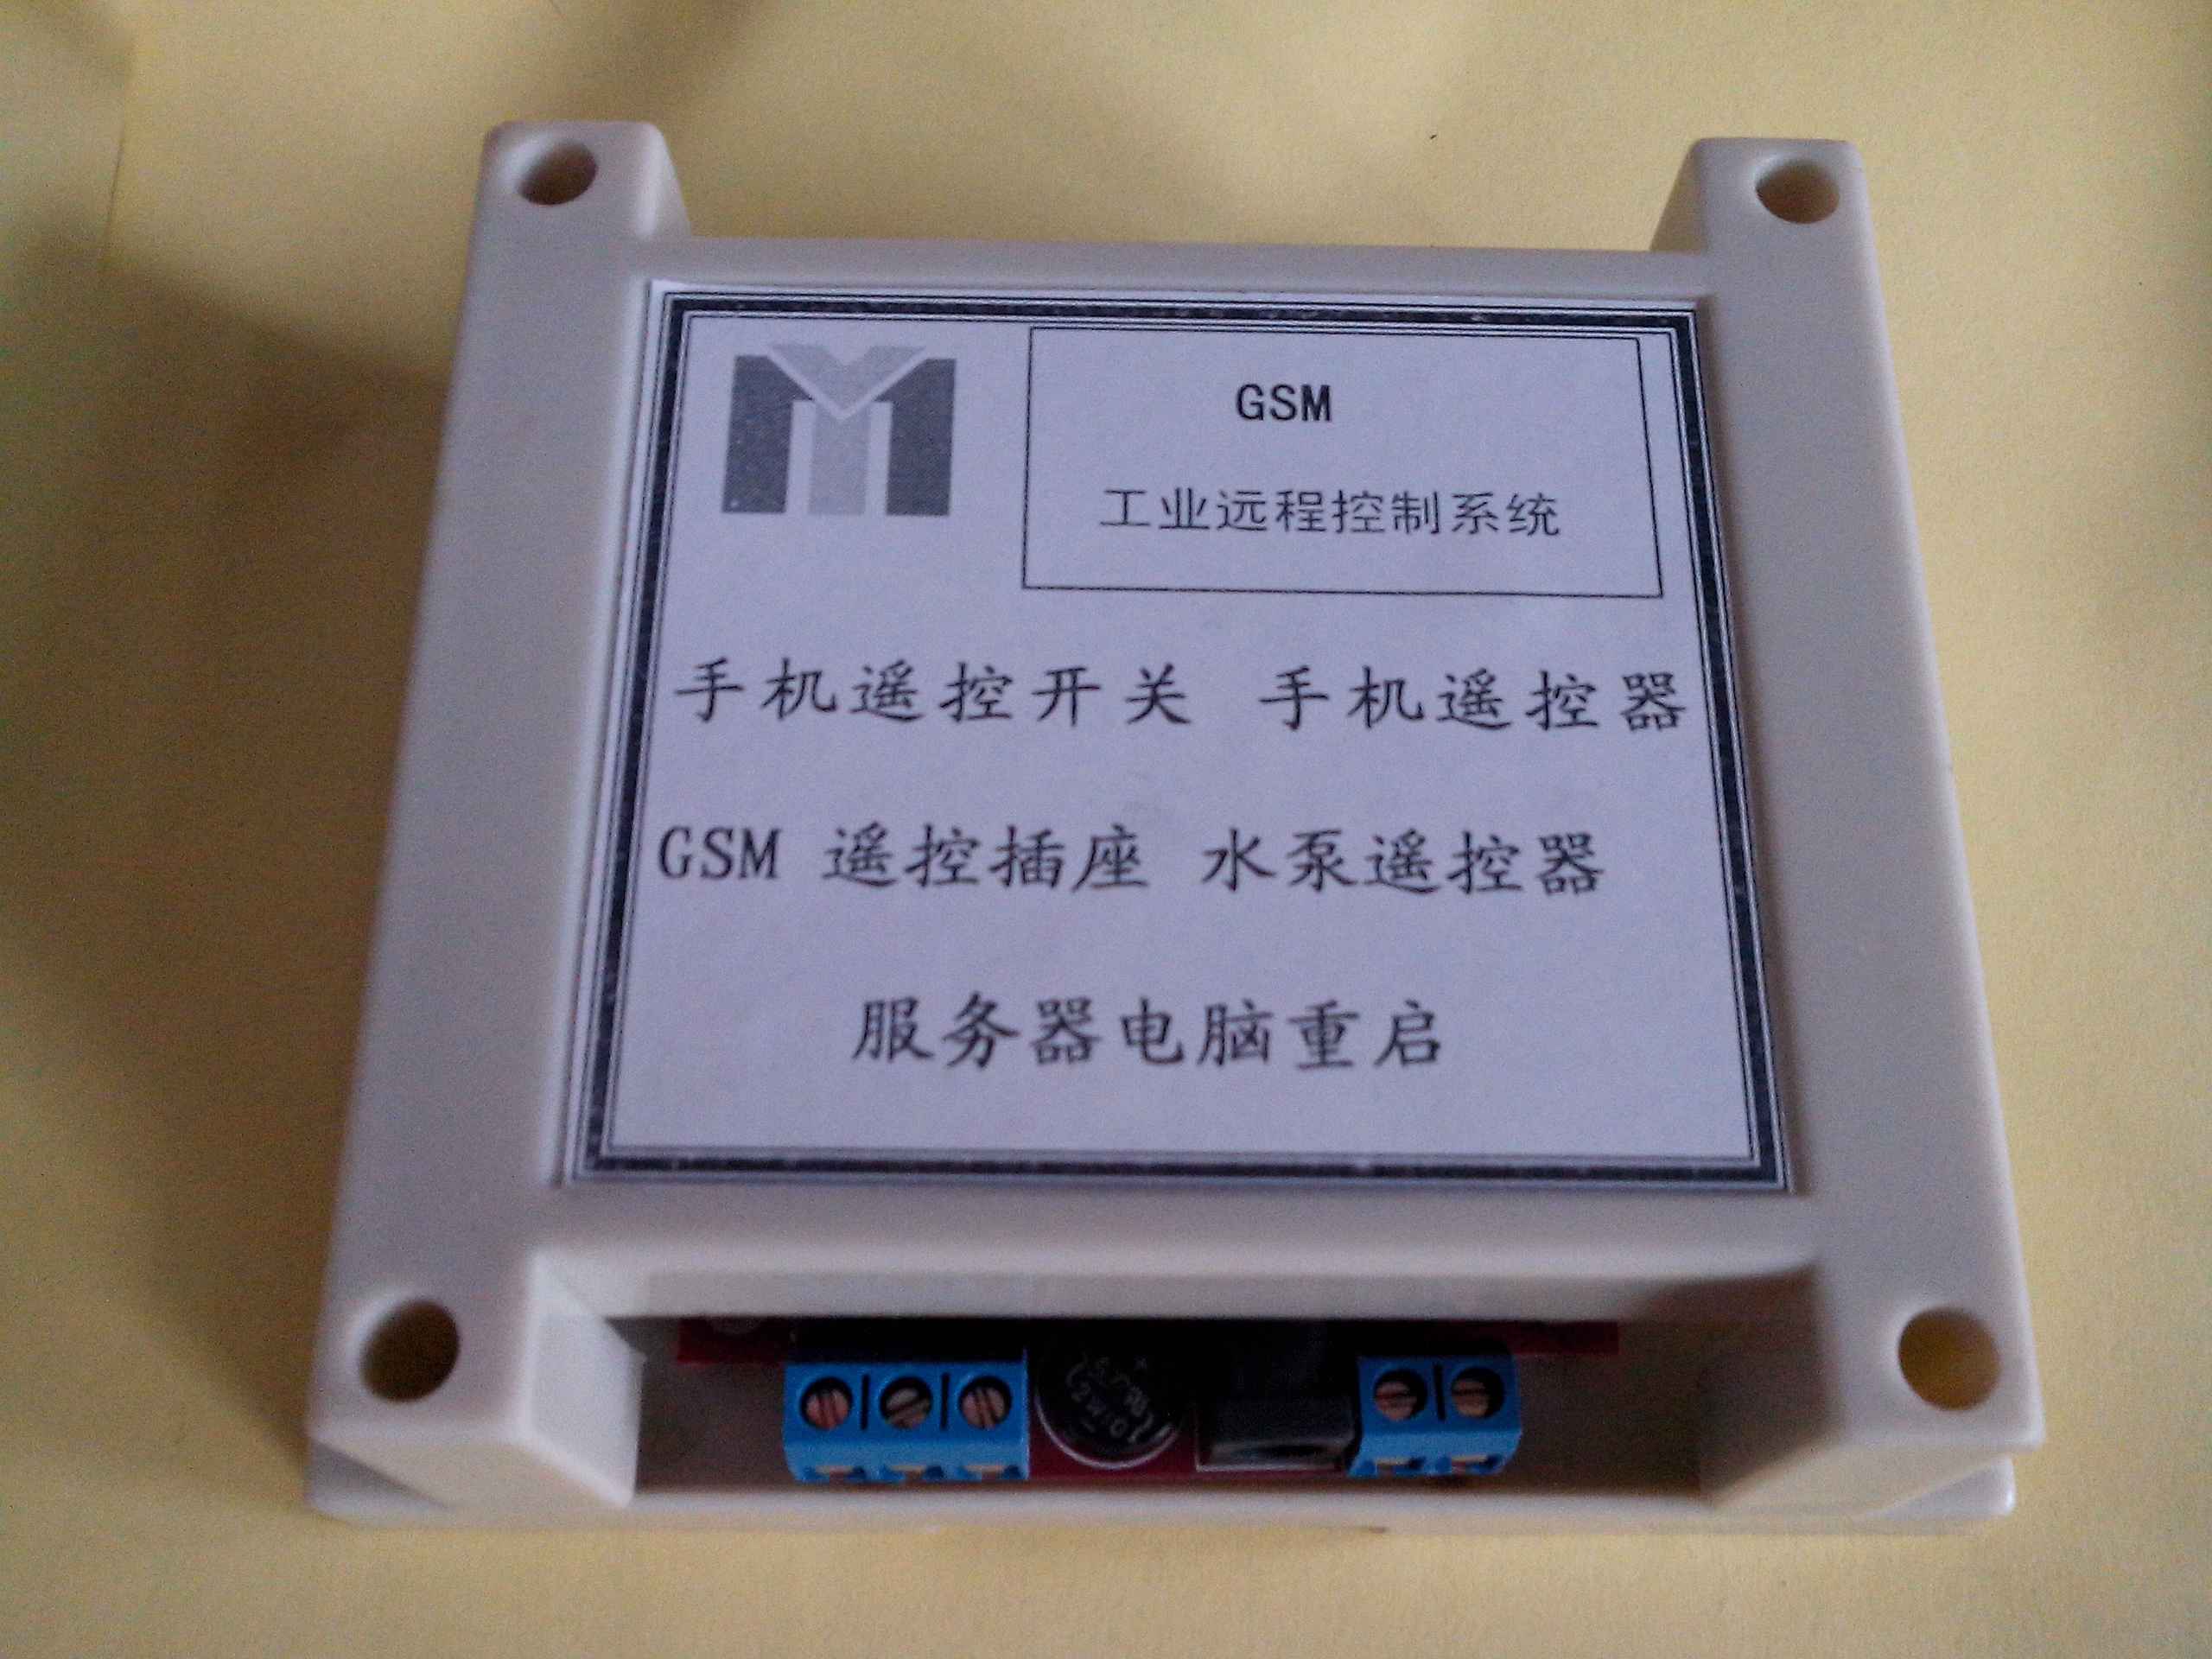 GSM
工业远程控制系统
手机遥控开关 手机遥控器
GSM 遥控插座 水泵遥控器
服务器电脑重启
2W10